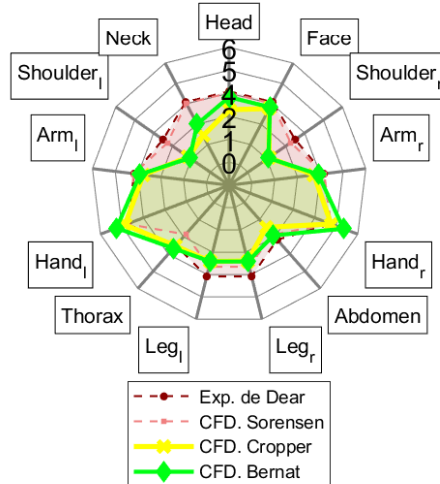 Head
Neck
Face
Shoulder_l
Shoulder_r
6
5
4
2
1
0
Arm_l
Arm_r
Hand_l
Hand_r
Thorax
Abdomen
Leg_l
Leg_r
Exp. de Dear
CFD. Sorensen
CFD. Cropper
CFD. Bernat